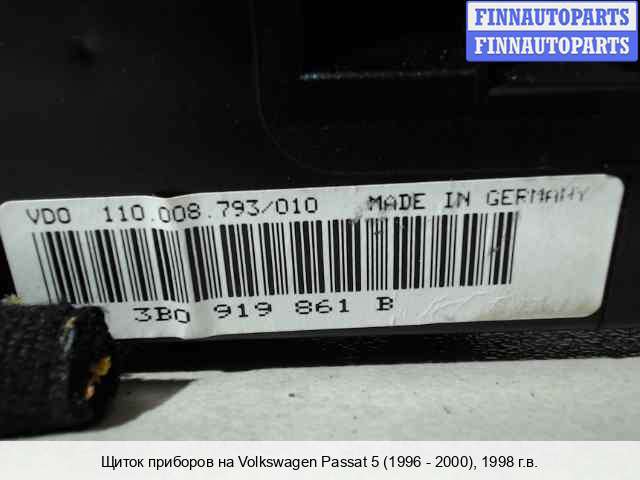 FINNAUTOPARTS
FINNAUTOPARTS
VDO 110.008.793/010 MADE IN GERMANY
3B0 919 861 B
Щиток приборов на Volkswagen Passat 5 (1996 - 2000), 1998 г.в.